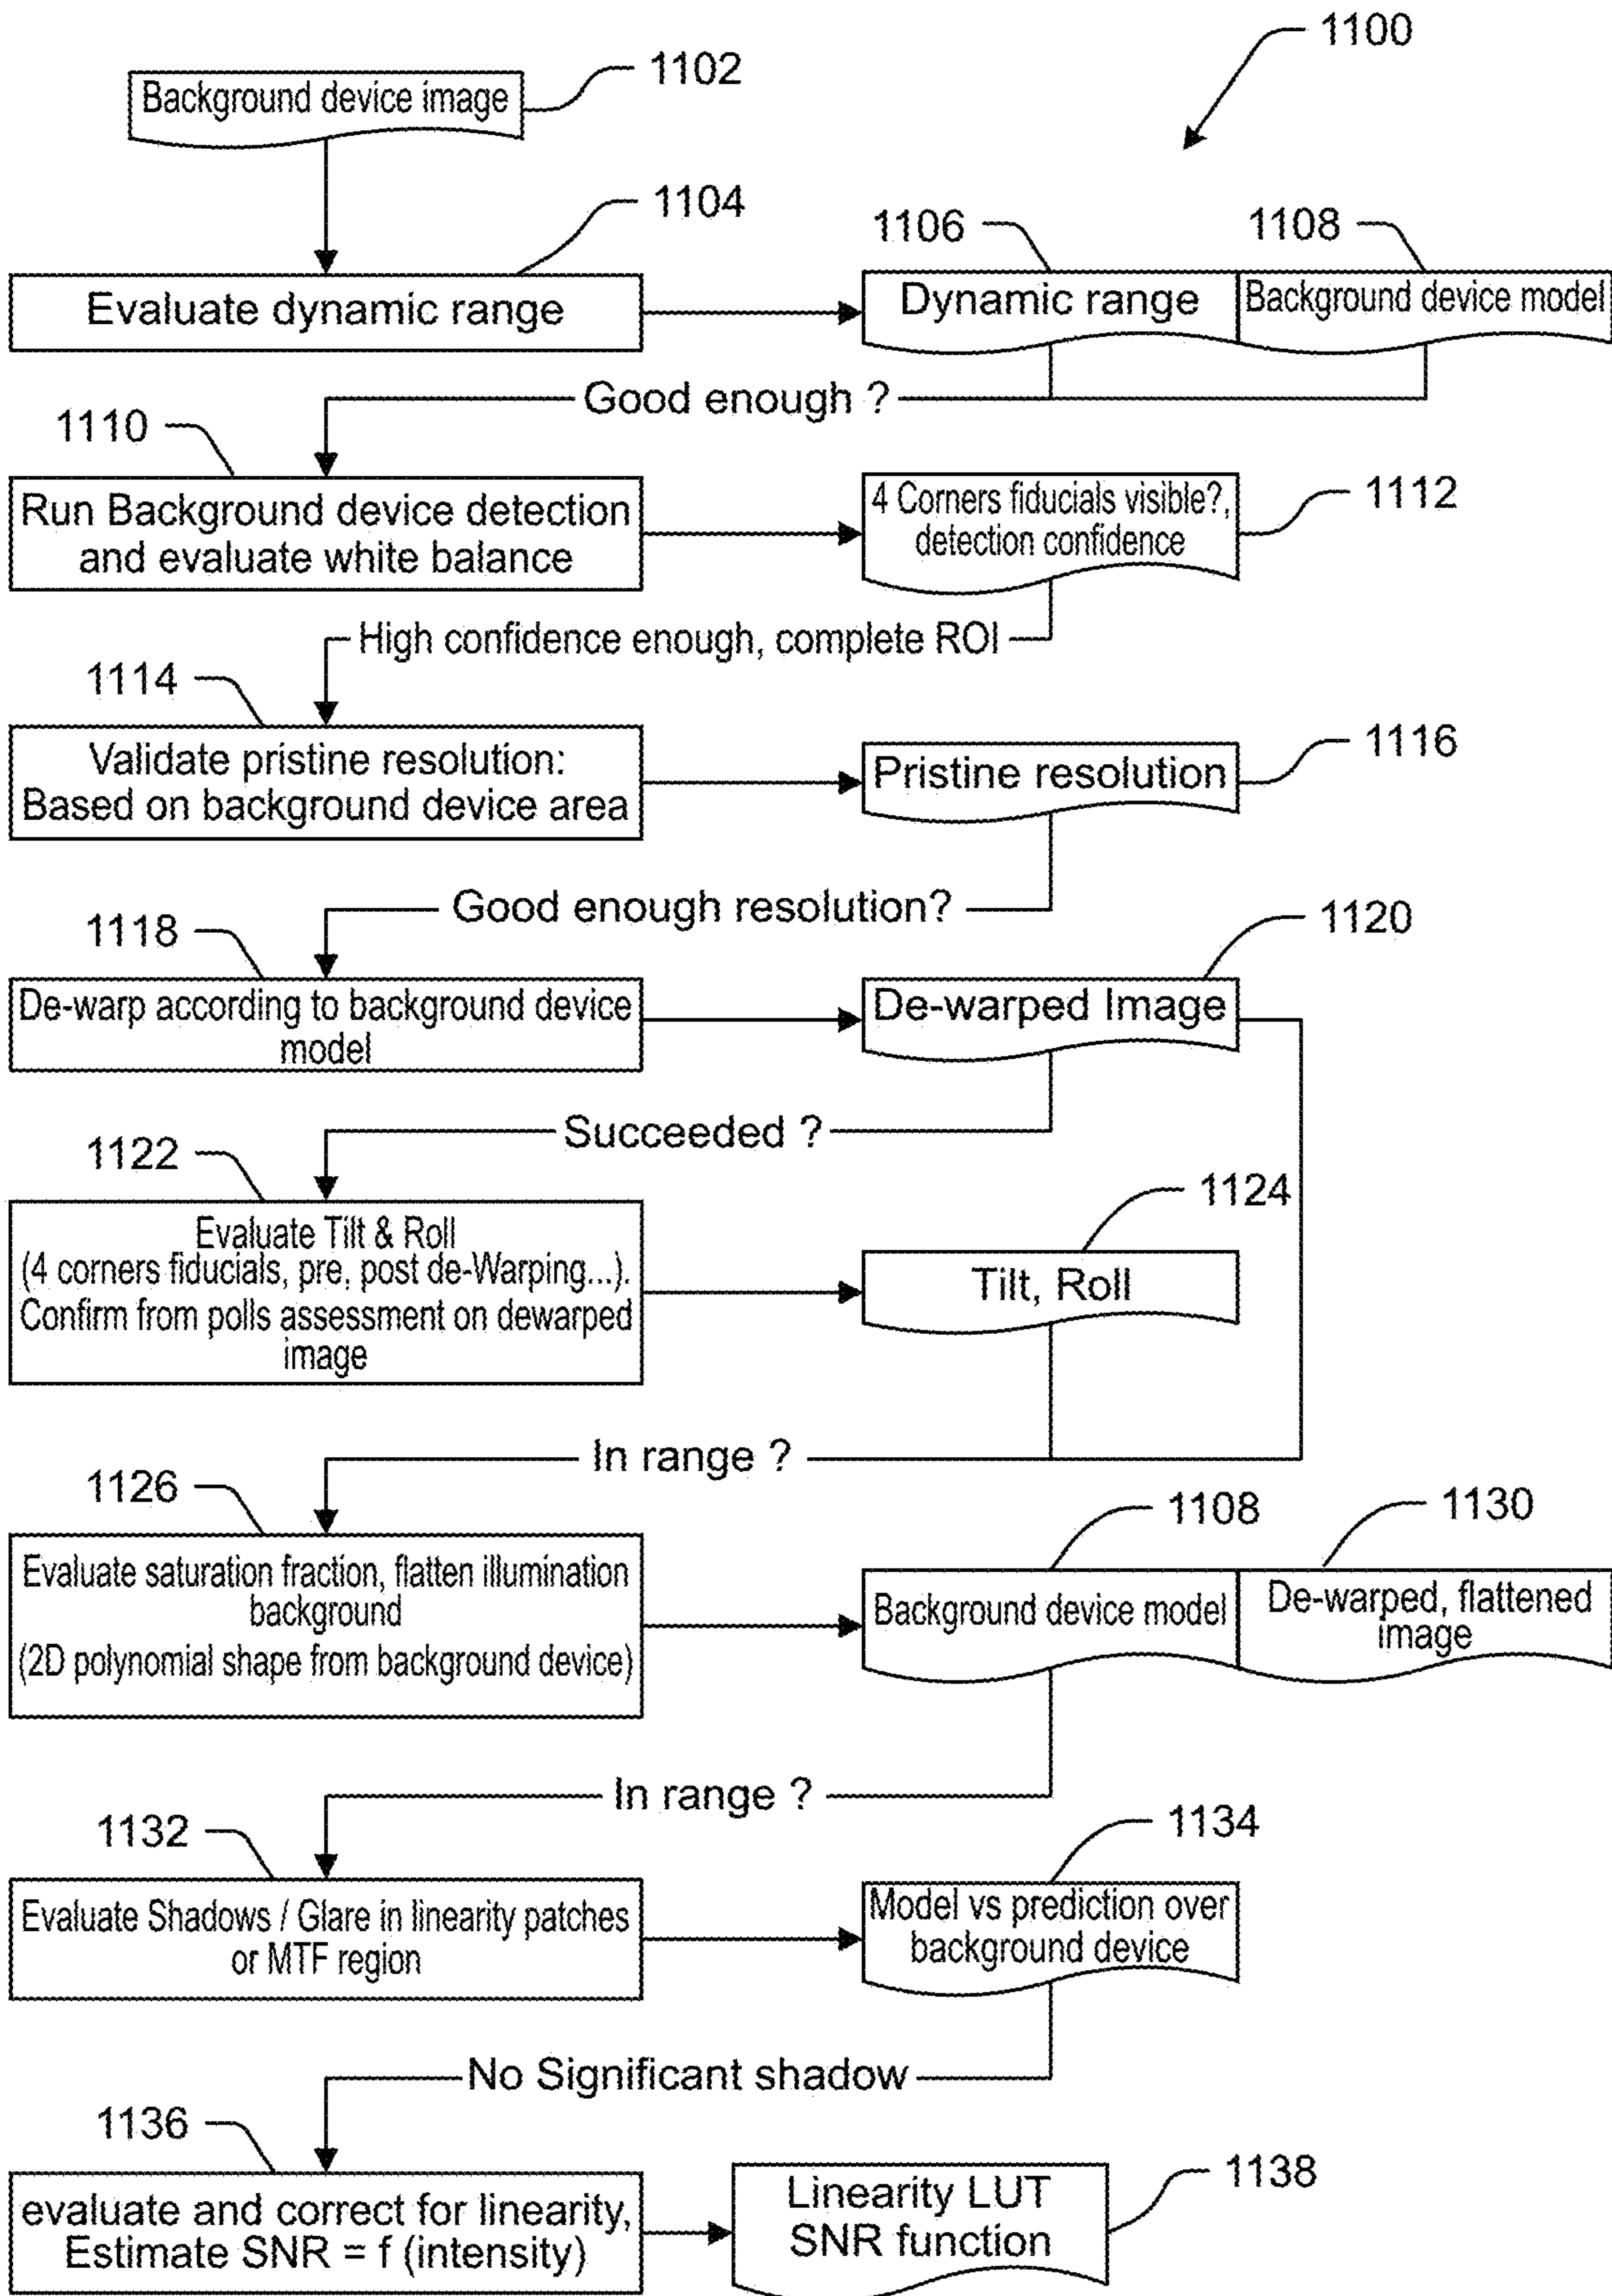 1100
1102
Background device image
1104
1106
1108
Evaluate dynamic range
Dynamic range
Background device model
Good enough ?
1110
Run Background device detection
and evaluate white balance
4 Corners fiducials visible?,
detection confidence
1112
High confidence enough, complete ROI
1114
Validate pristine resolution:
Based on background device area
Pristine resolution
1116
Good enough resolution?
1118
1120
De-warp according to background device
model
De-warped Image
Succeeded ?
1122
1124
Evaluate Tilt & Roll
(4 corners fiducials, pre, post de-Warping...).
Confirm from polls assessment on dewarped
image
Tilt, Roll
In range ?
1126
1108
1130
Evaluate saturation fraction, flatten illumination
background
(2D polynomial shape from background device)
Background device model
De-warped, flattened
image
In range ?
1132
1134
Evaluate Shadows / Glare in linearity patches
or MTF region
Model vs prediction over
background device
No Significant shadow
1136
1138
evaluate and correct for linearity,
Estimate SNR = f (intensity)
Linearity LUT
SNR function